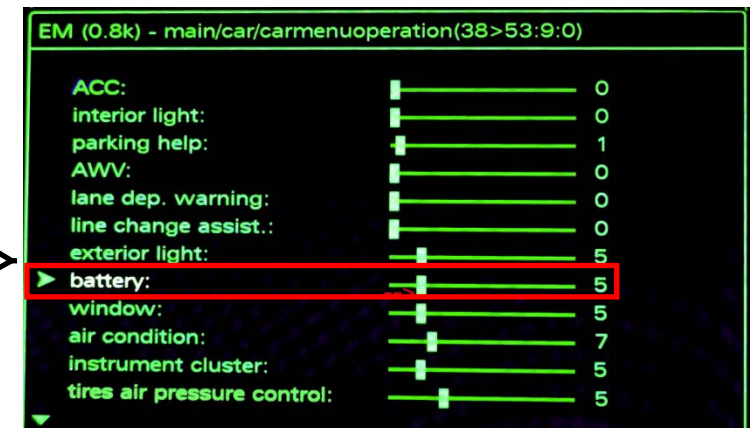 EM (0.8k) - main/car/carmenuoperation(38>53:9:0)
ACC: 0
interior light: 0
parking help: 1
AWV: 0
lane dep. warning: 0
line change assist.: 0
exterior light: 5
battery: 5
window: 5
air condition: 7
instrument cluster: 5
tires air pressure control: 5